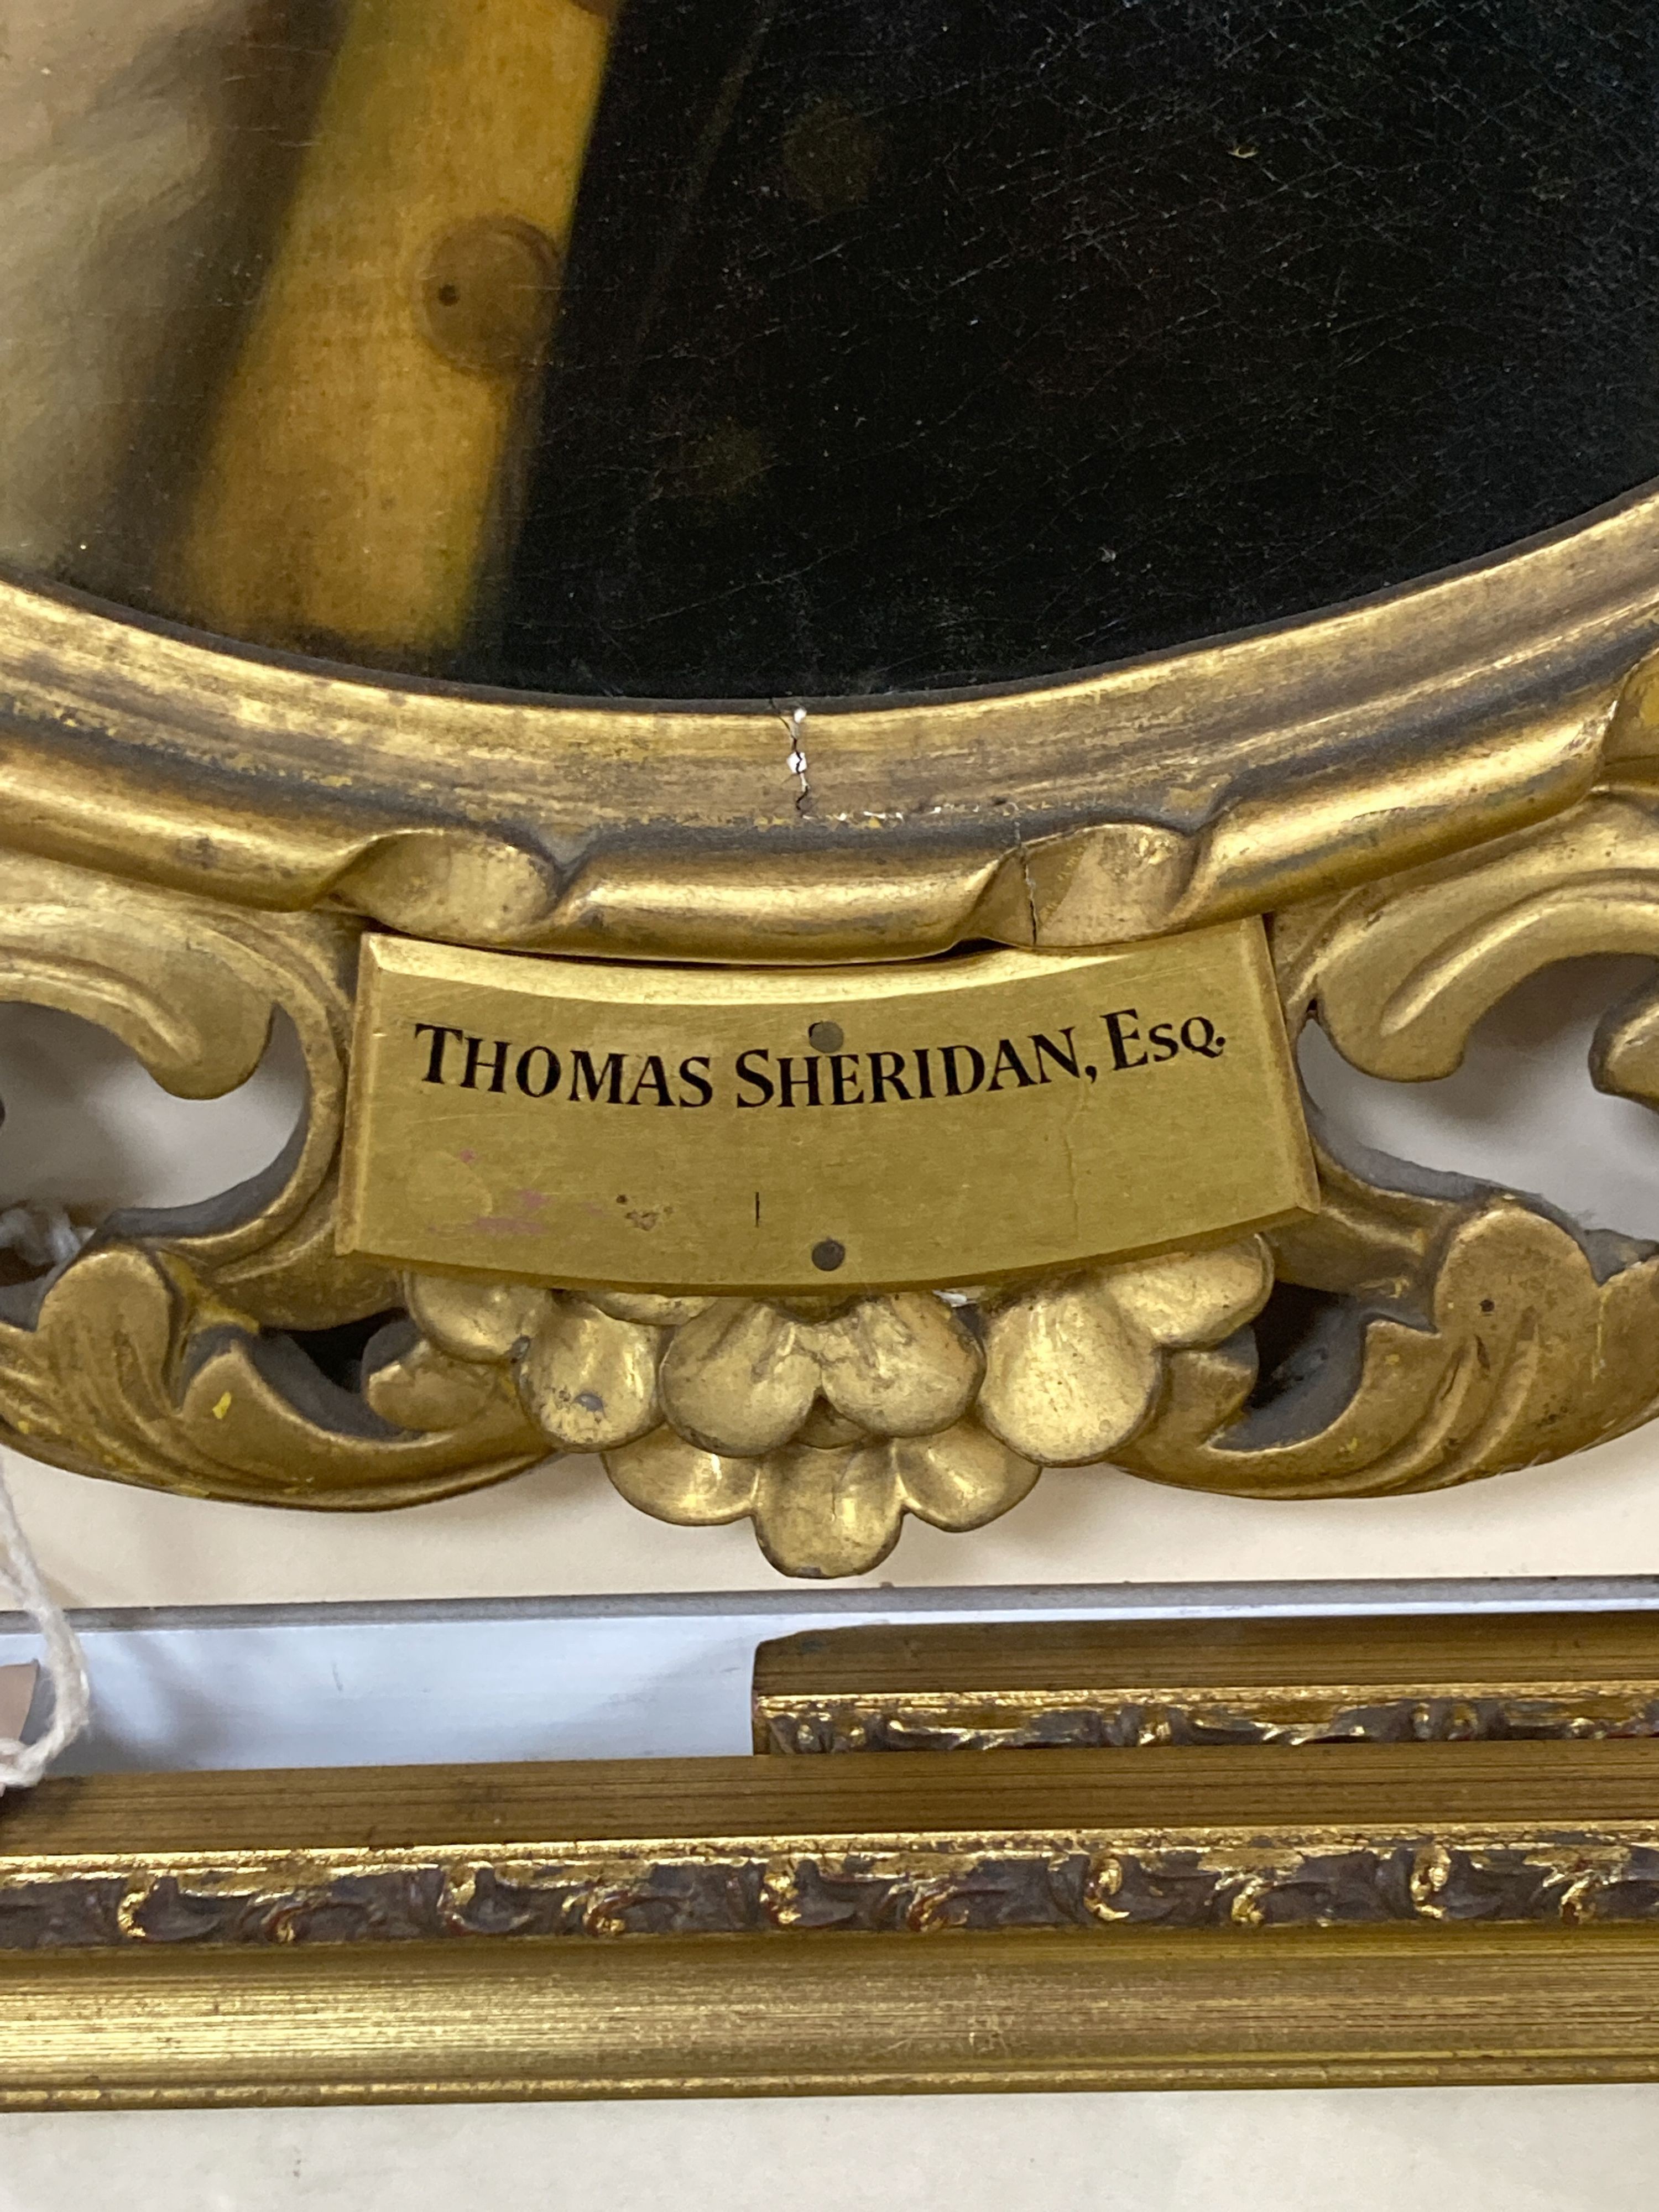 THOMAS SHERIDAN, ESQ.